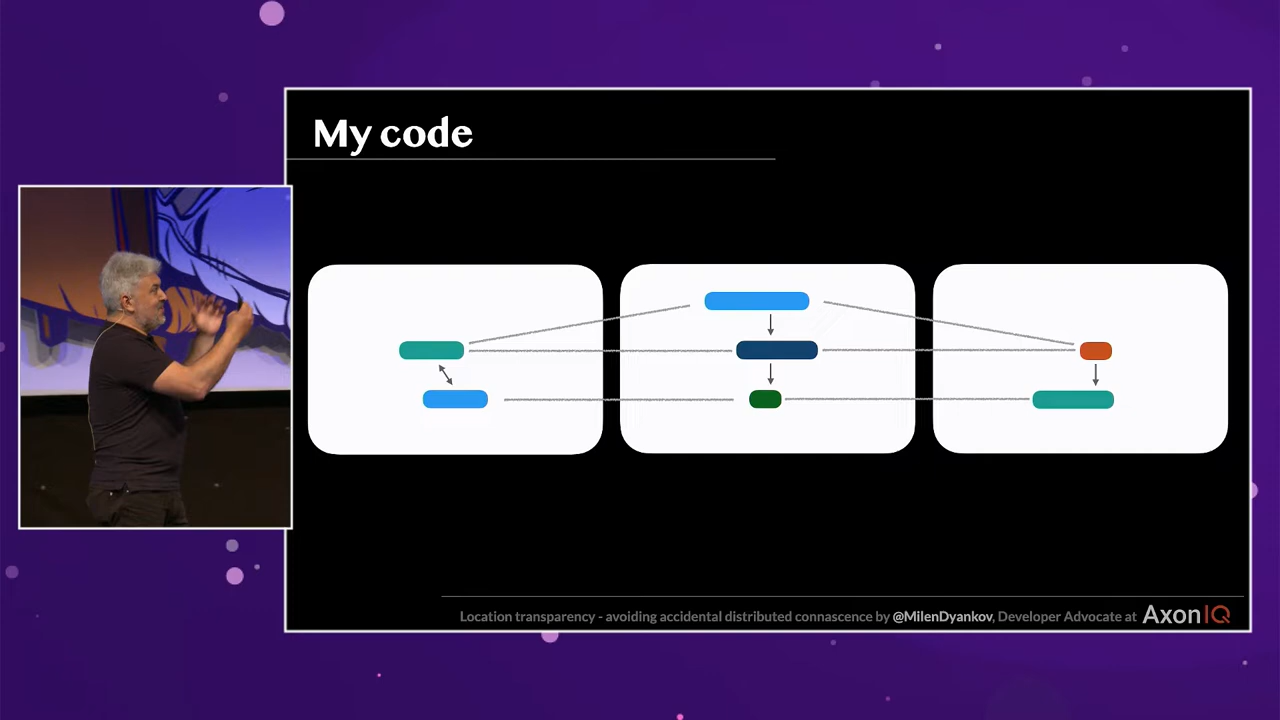 My code
Location transparency - avoiding accidental distributed connascence by @MilenDyankov, Developer Advocate at AxonIQ